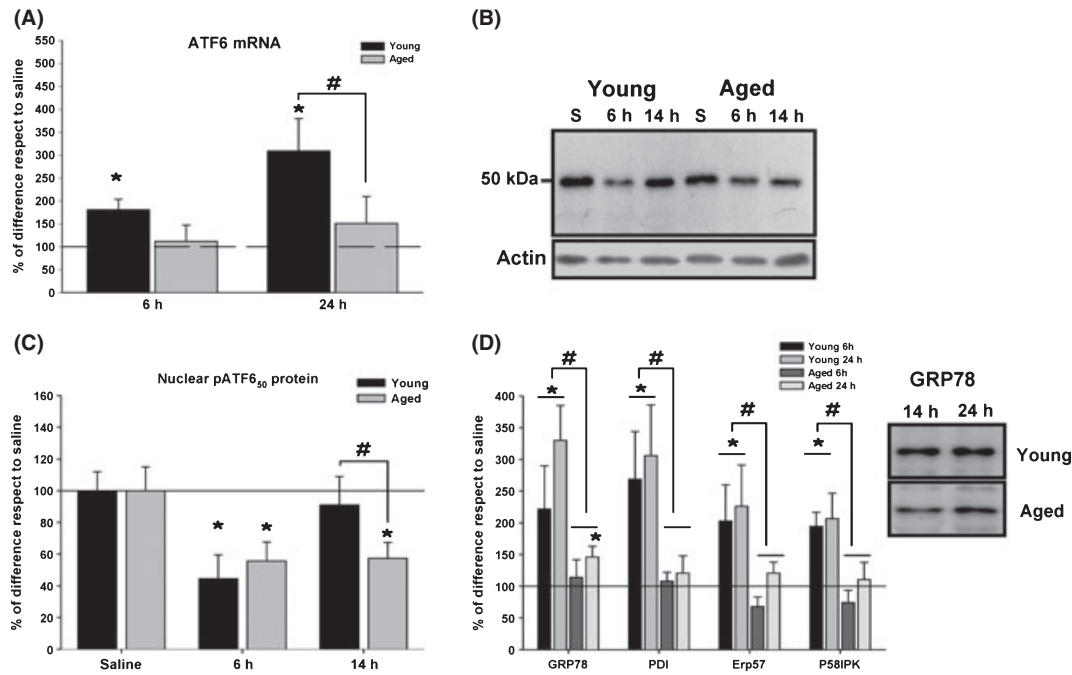 (A)
ATF6 mRNA
Young
Aged
% of difference respect to saline
550
500
450
400
350
300
250
200
150
100
50
0
*
*
#
6 h
24 h
(B)
Young Aged
S 6 h 14 h S 6 h 14 h
50 kDa
Actin
(C)
Nuclear pATF6₅₀ protein
Young
Aged
% of difference respect to saline
160
140
120
100
80
60
40
20
0
*
*
#
*
Saline
6 h
14 h
(D)
Young 6h
Young 24 h
Aged 6h
Aged 24 h
% of difference respect to saline
400
350
300
250
200
150
100
50
0
#
*
*
#
*
#
*
#
*
GRP78
PDI
Erp57
P58IPK
GRP78
14 h 24 h
Young
Aged